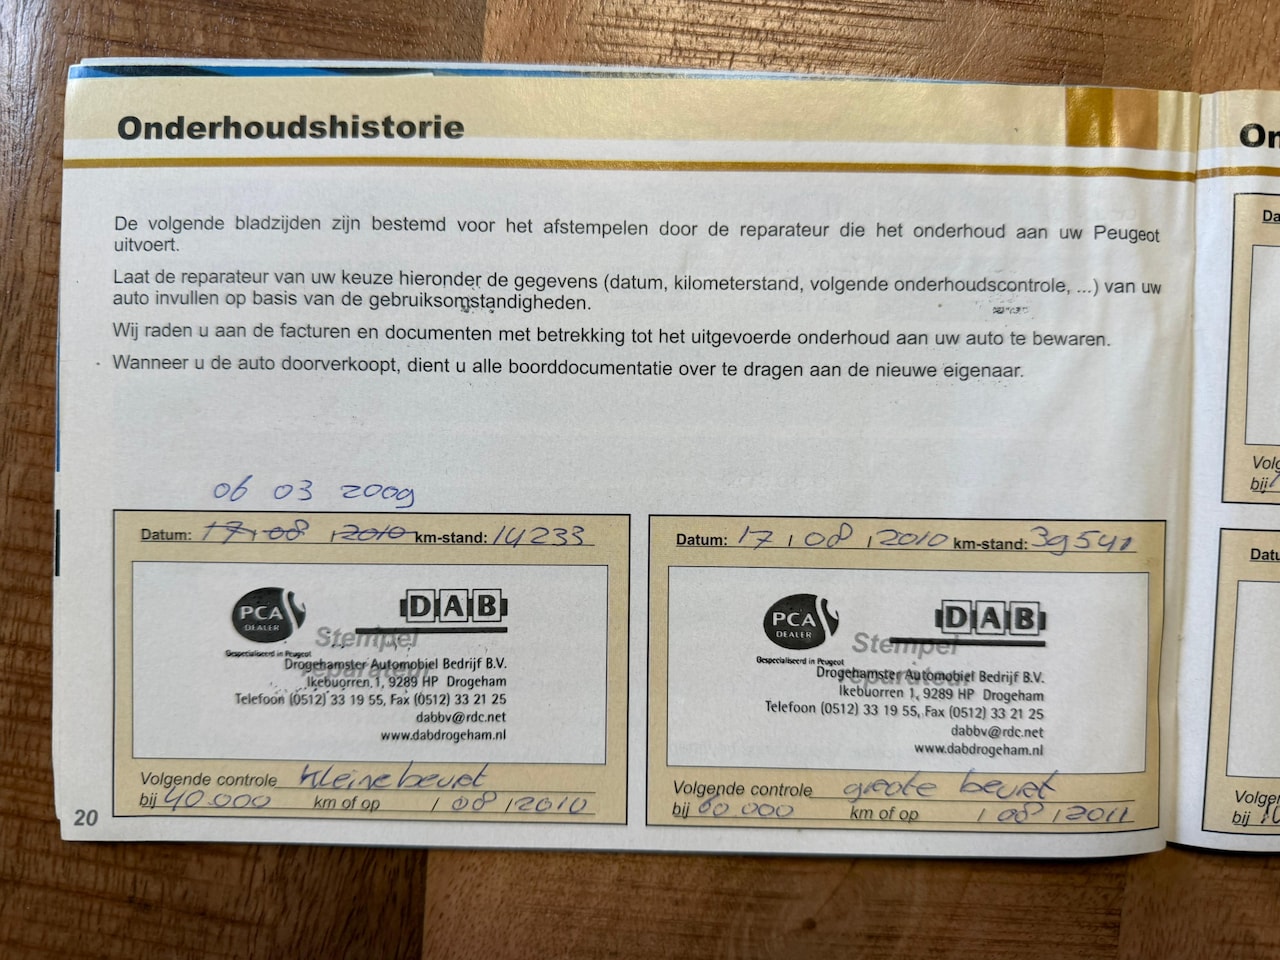 Onderhoudshistorie
De volgende bladzijden zijn bestemd voor het afstempelen door de reparateur die het onderhoud aan uw Peugeot
uitvoert.
Laat de reparateur van uw keuze hieronder de gegevens (datum, kilometerstand, volgende onderhoudscontrole, ...) van uw
auto invullen op basis van de gebruiksomstandigheden.
Wij raden u aan de facturen en documenten met betrekking tot het uitgevoerde onderhoud aan uw auto te bewaren.
Wanneer u de auto doorverkoopt, dient u alle boorddocumentatie over te dragen aan de nieuwe eigenaar.
06 03 2009
Datum: 17, 08 , 2010 km-stand: 14233
PCA
DEALER
DAB
Gespecialiseerd in Peugeot
Stempel
reparateur
Drogehamster Automobiel Bedrijf B.V.
Ikebuorren 1, 9289 HP Drogeham
Telefoon (0512) 33 19 55, Fax (0512) 33 21 25
dabbv@rdc.net
www.dabdrogeham.nl
Volgende controle kleine beurt
bij 40.000 km of op / 08 / 2010
20
Datum: 17 , 08 , 2010 km-stand: 39541
PCA
DEALER
DAB
Gespecialiseerd in Peugeot
Stempel
reparateur
Drogehamster Automobiel Bedrijf B.V.
Ikebuorren 1, 9289 HP Drogeham
Telefoon (0512) 33 19 55, Fax (0512) 33 21 25
dabbv@rdc.net
www.dabdrogeham.nl
Volgende controle grote beurt
bij 60.000 km of op / 08 / 2011
On
Da
Volg
bij
Datu
Volgen
bij